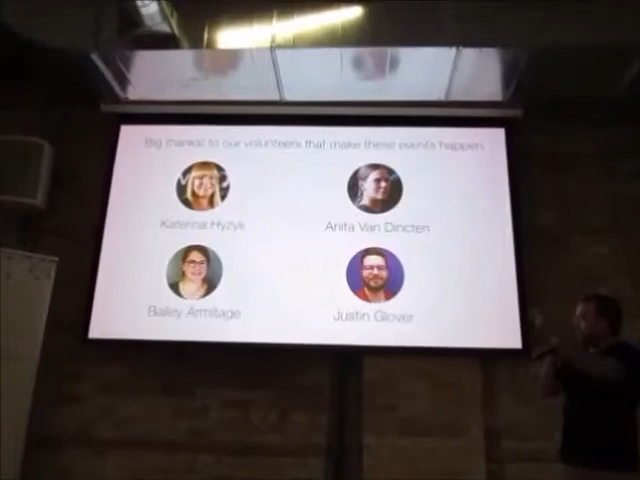 Big thanks! to our volunteers that make these events happen
Katerina Hyzyk
Anita Van Dincten
Bailey Armitage
Justin Glover